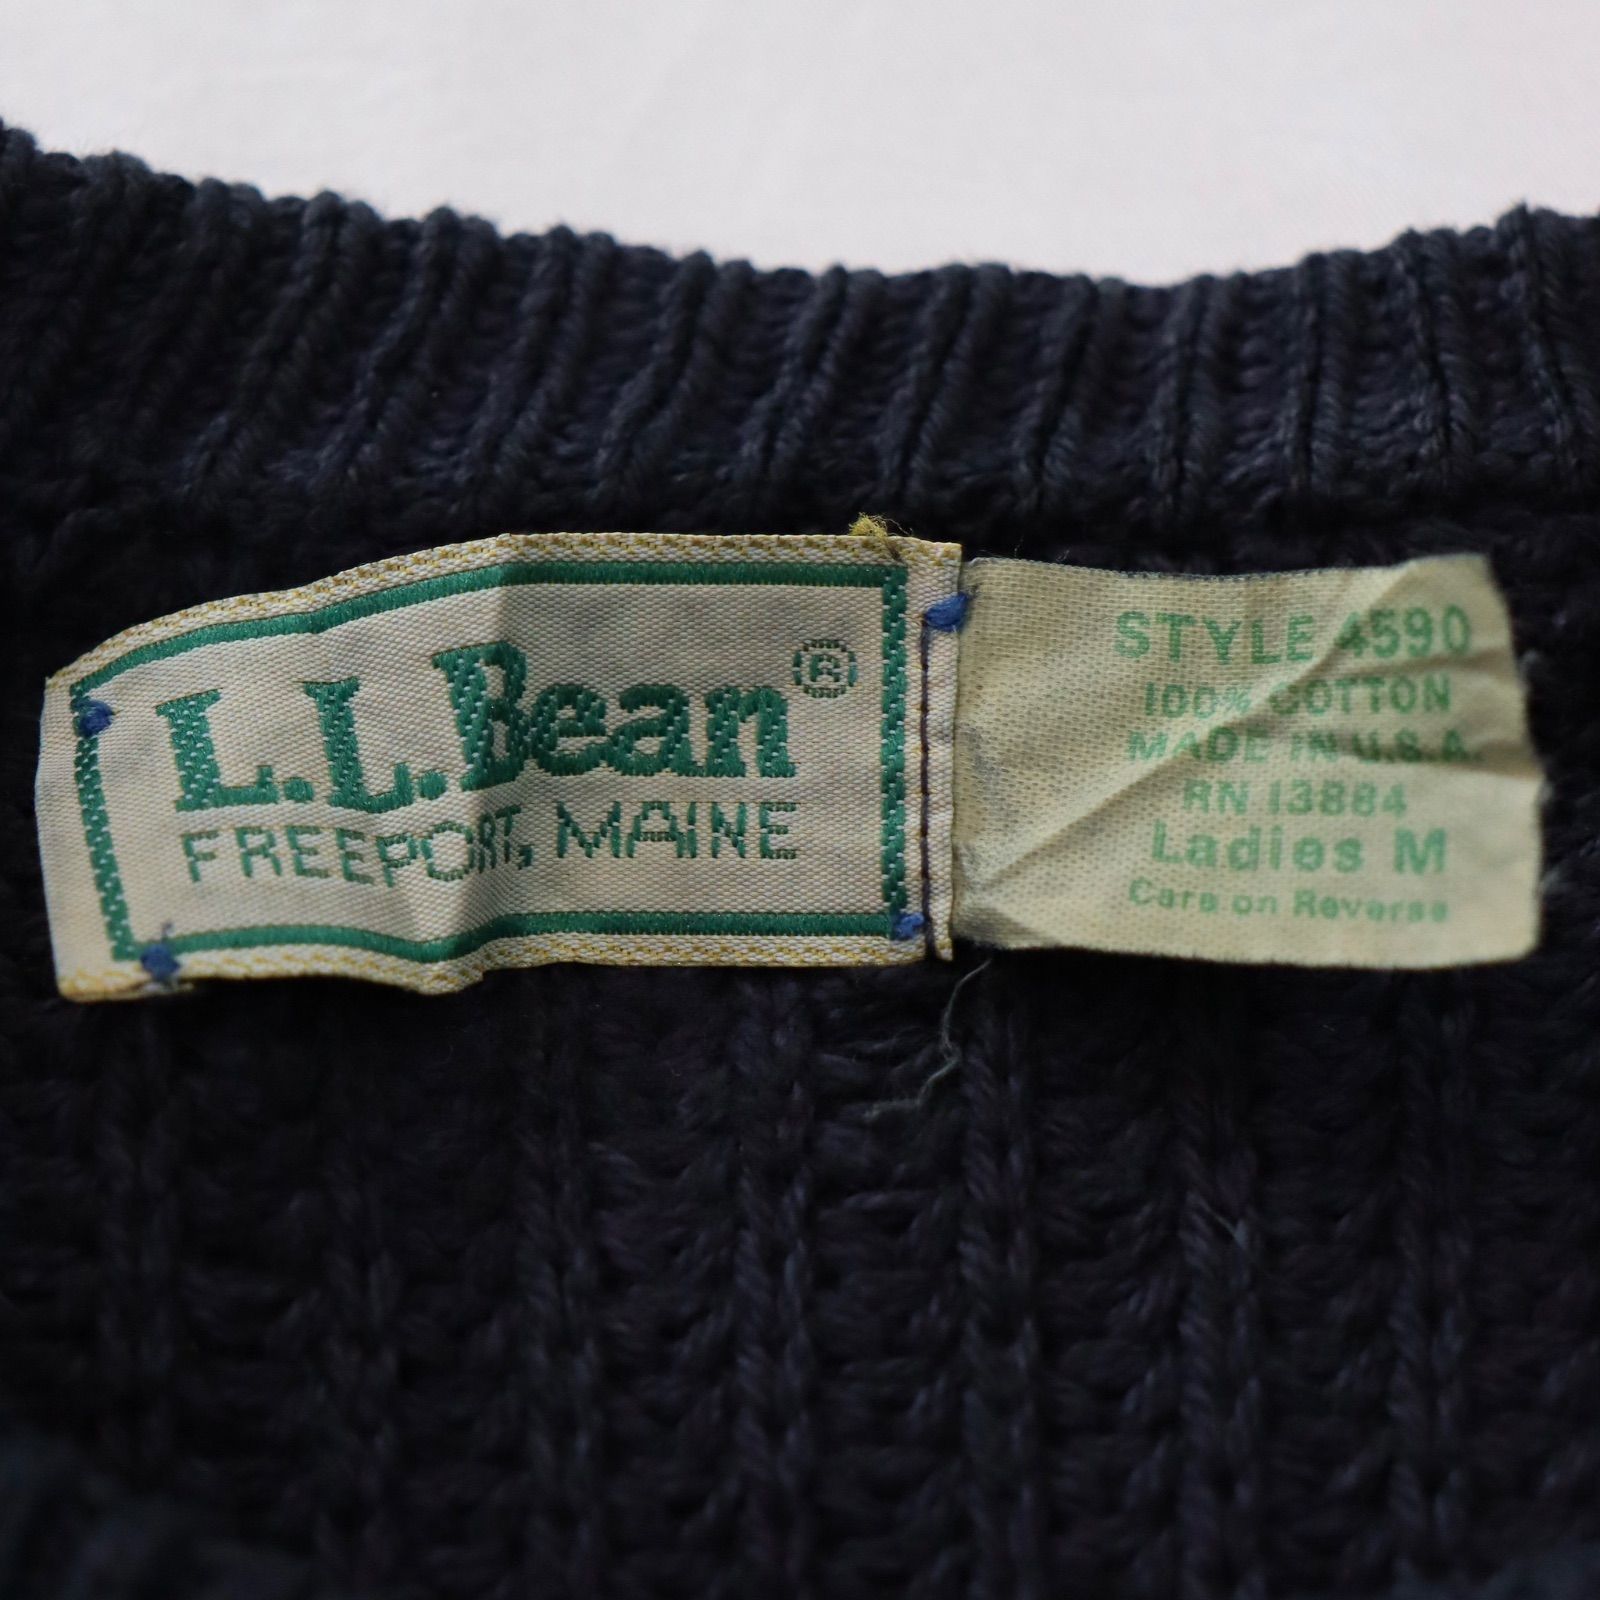 L.L.Bean®
FREEPORT, MAINE
STYLE 4590
100% COTTON
MADE IN U.S.A.
RN 13884
Ladies M
Care on Reverse